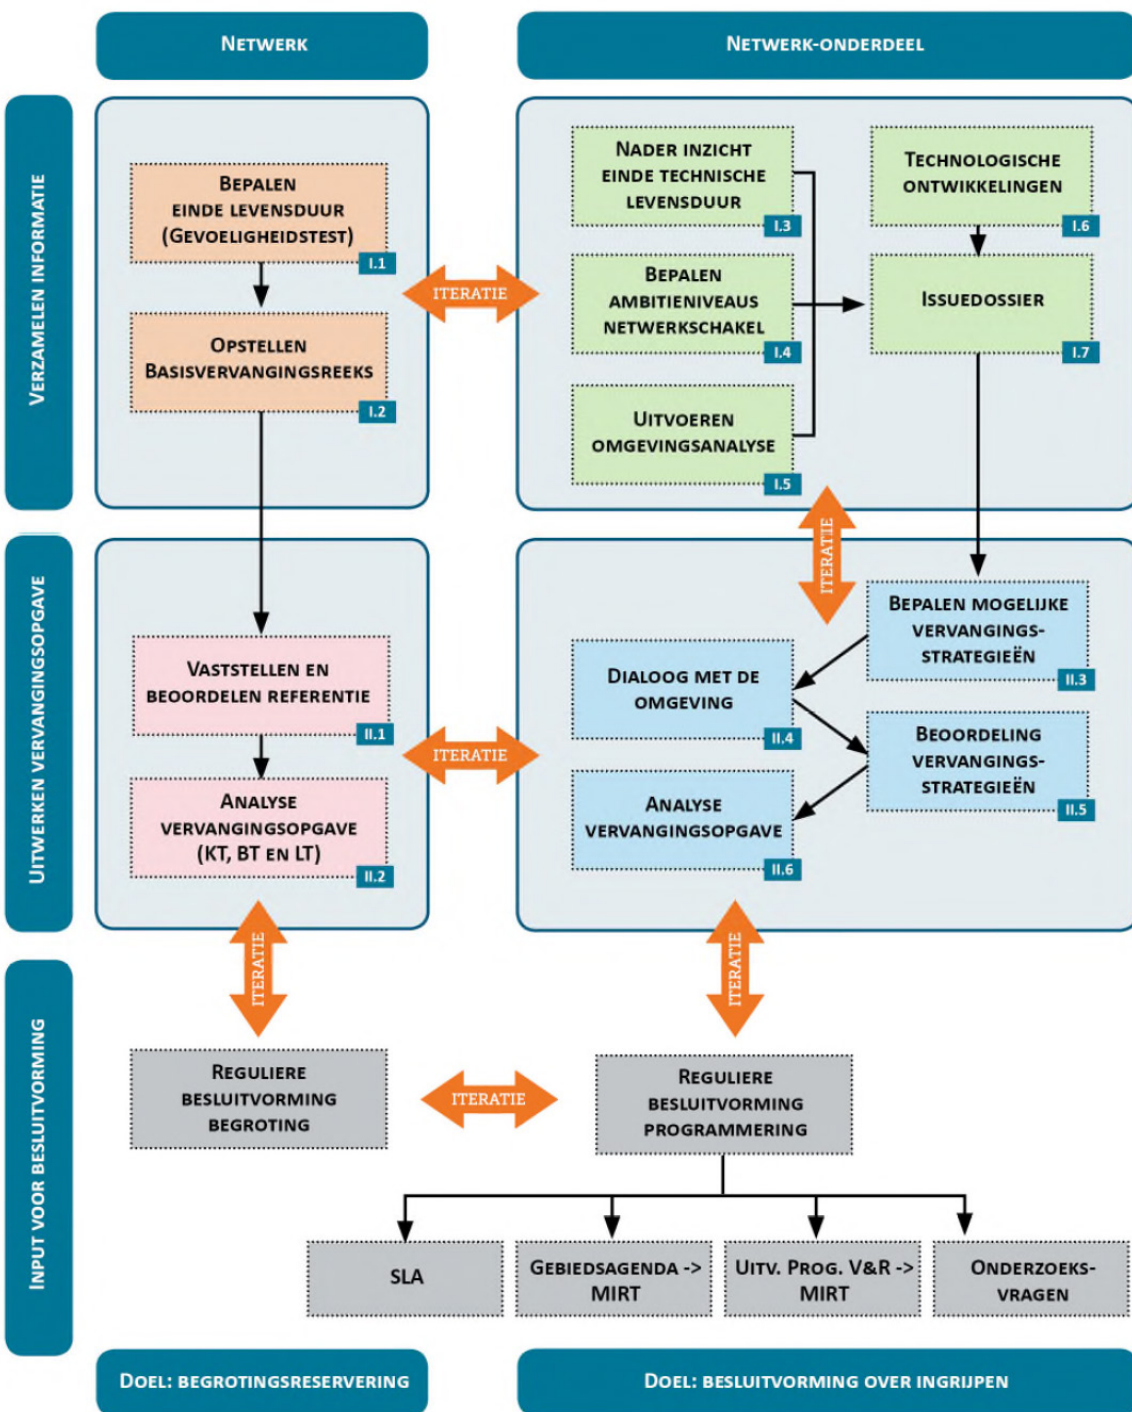 Netwerk
Netwerk-onderdeel
Verzamelen informatie
Bepalen
einde levensduur
(Gevoeligheidstest)
I.1
Opstellen
Basisvervangingsreeks
I.2
ITERATIE
Nader inzicht
einde technische
levensduur
I.3
Bepalen
ambitieniveaus
netwerkschakel
I.4
Uitvoeren
omgevingsanalyse
I.5
Technologische
ontwikkelingen
I.6
Issuedossier
I.7
ITERATIE
Uitwerken vervangingsopgave
Vaststellen en
beoordelen referentie
II.1
Analyse
vervangingsopgave
(KT, BT en LT)
II.2
ITERATIE
Bepalen mogelijke
vervangings-
strategieën
II.3
Dialoog met de
omgeving
II.4
Beoordeling
vervangings-
strategieën
II.5
Analyse
vervangingsopgave
II.6
ITERATIE
ITERATIE
Input voor besluitvorming
Reguliere
besluitvorming
begroting
ITERATIE
Reguliere
besluitvorming
programmering
SLA
Gebiedsagenda ->
MIRT
Uitv. Prog. V&R ->
MIRT
Onderzoeks-
vragen
Doel: begrotingsreservering
Doel: besluitvorming over ingrijpen